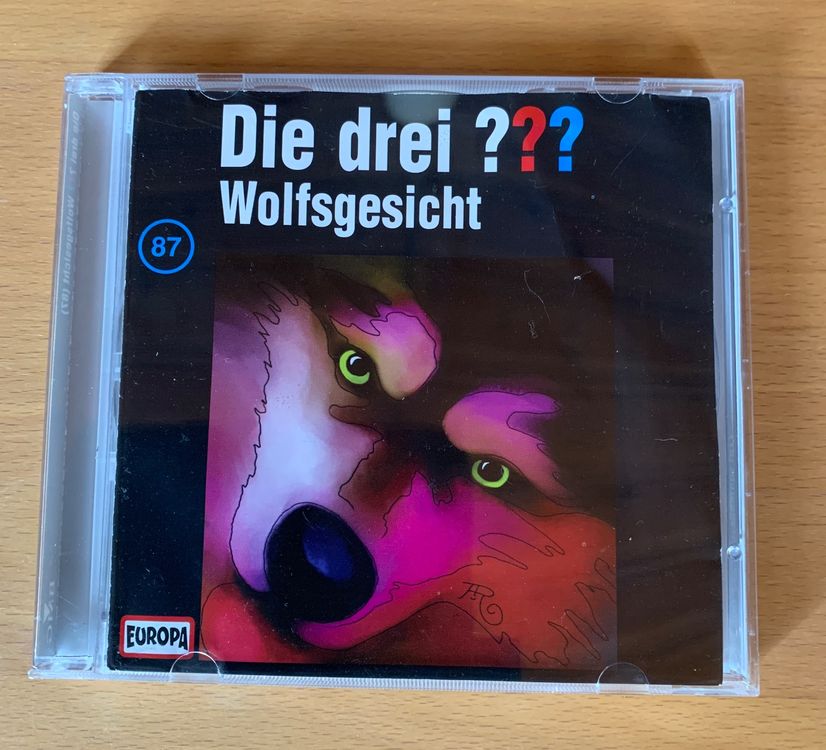 Die drei ???
Wolfsgesicht
87
EUROPA